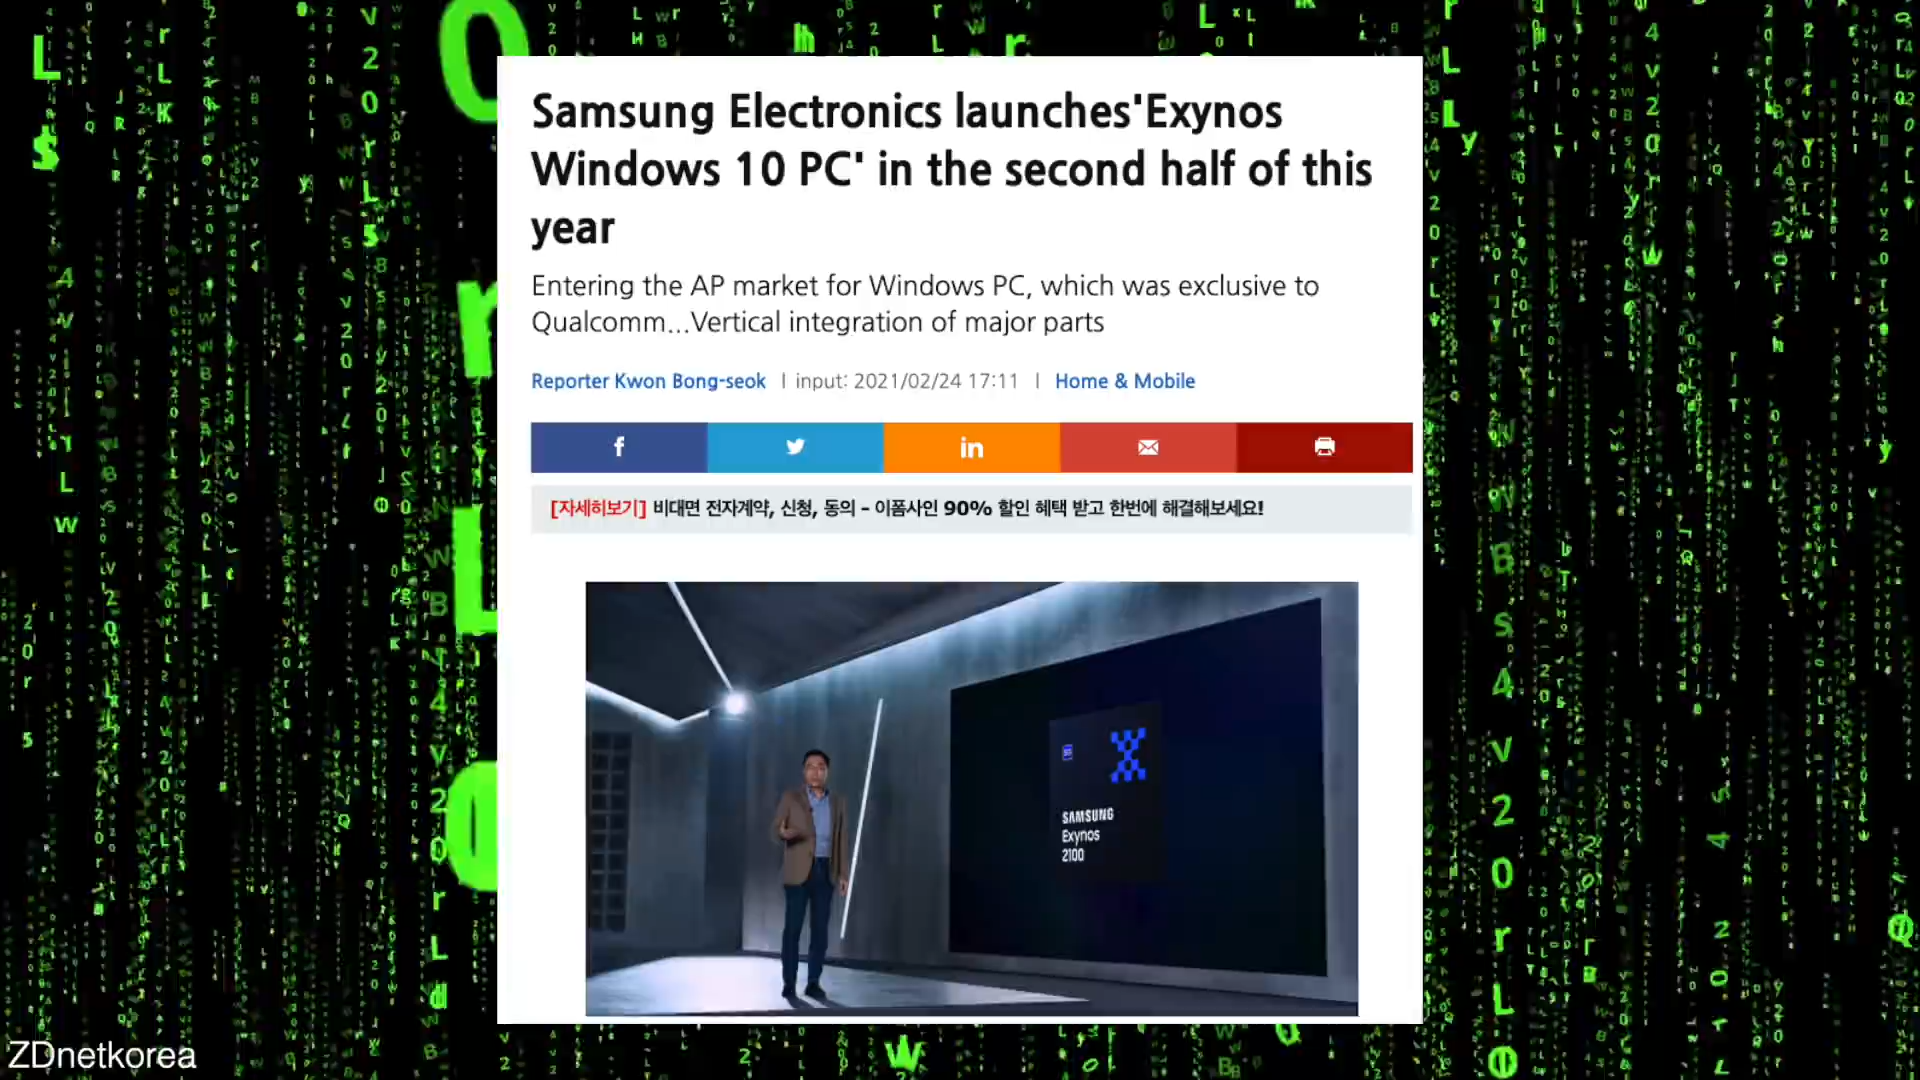 Samsung Electronics launches'Exynos
Windows 10 PC' in the second half of this
year
Entering the AP market for Windows PC, which was exclusive to
Qualcomm...Vertical integration of major parts
Reporter Kwon Bong-seok | input: 2021/02/24 17:11 | Home & Mobile
[자세히보기] 비대면 전자계약, 신청, 동의 - 이폼사인 90% 할인 혜택 받고 한번에 해결해보세요!
SAMSUNG
Exynos
2100
ZDnetkorea